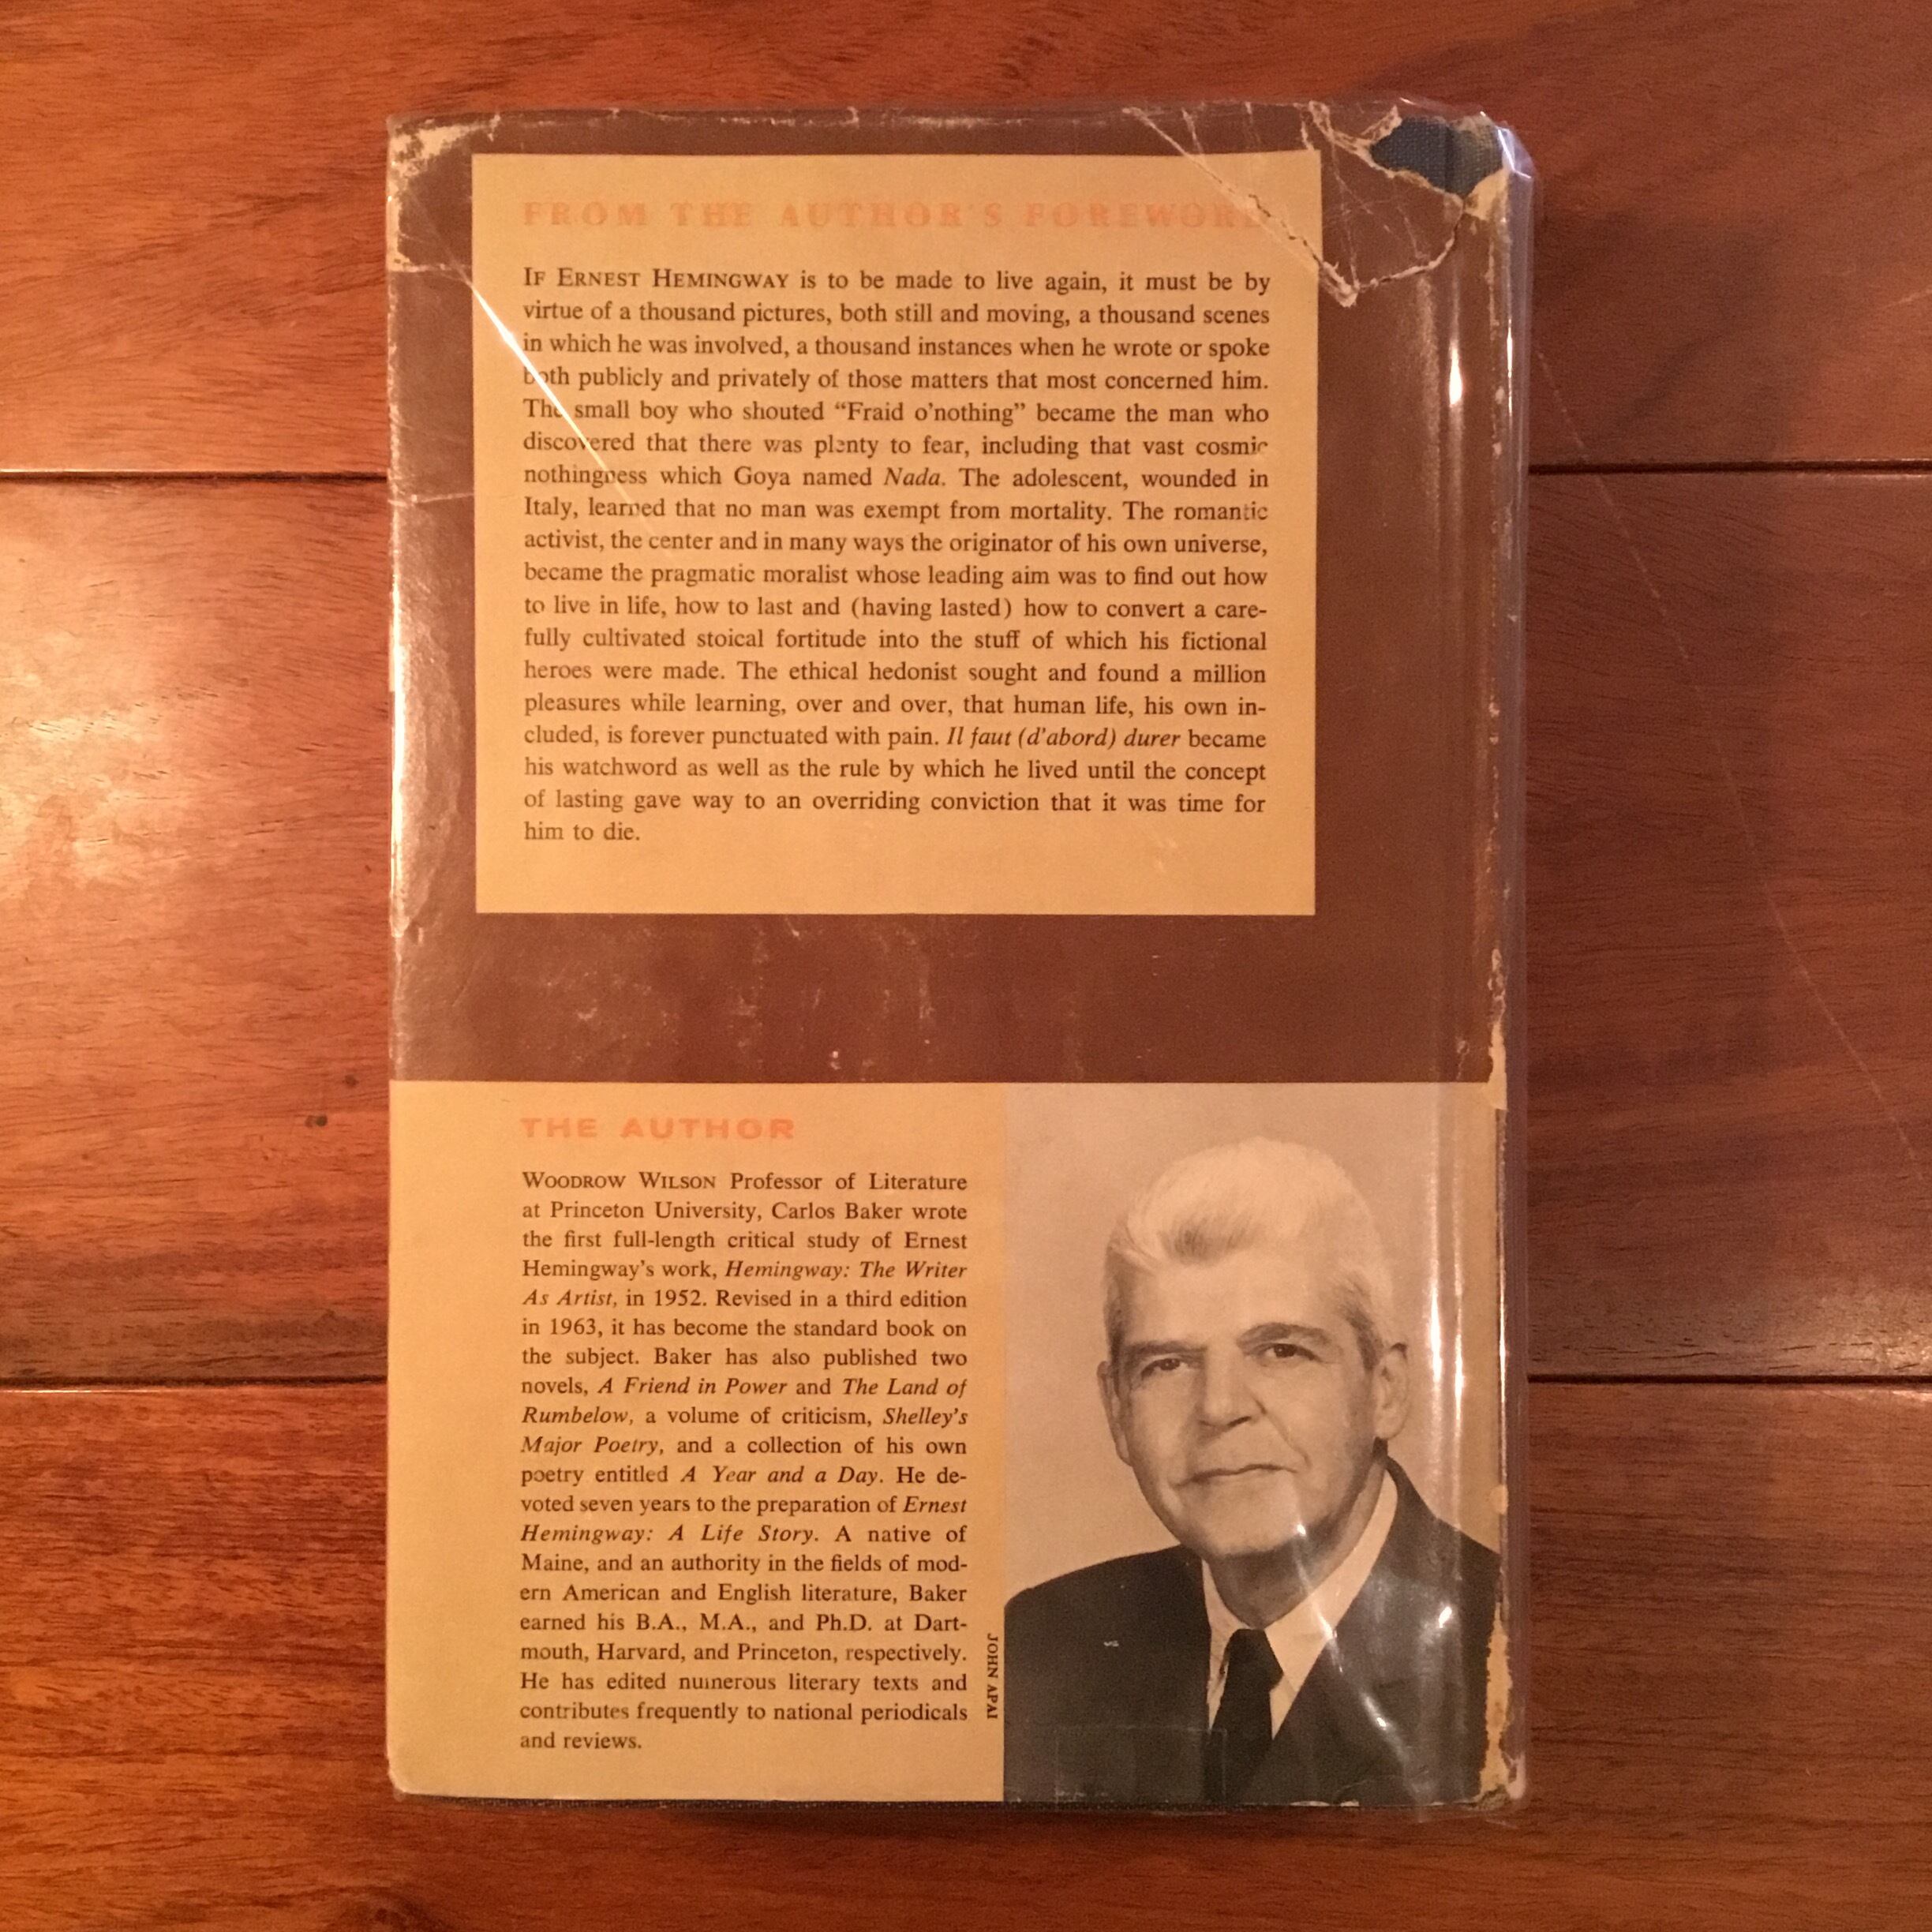 FROM THE AUTHOR'S FOREWORD
IF ERNEST HEMINGWAY is to be made to live again, it must be by
virtue of a thousand pictures, both still and moving, a thousand scenes
in which he was involved, a thousand instances when he wrote or spoke
both publicly and privately of those matters that most concerned him.
The small boy who shouted “Fraid o'nothing” became the man who
discovered that there was plenty to fear, including that vast cosmic
nothingness which Goya named Nada. The adolescent, wounded in
Italy, learned that no man was exempt from mortality. The romantic
activist, the center and in many ways the originator of his own universe,
became the pragmatic moralist whose leading aim was to find out how
to live in life, how to last and (having lasted) how to convert a care-
fully cultivated stoical fortitude into the stuff of which his fictional
heroes were made. The ethical hedonist sought and found a million
pleasures while learning, over and over, that human life, his own in-
cluded, is forever punctuated with pain. Il faut (d'abord) durer became
his watchword as well as the rule by which he lived until the concept
of lasting gave way to an overriding conviction that it was time for
him to die.
THE AUTHOR
WOODROW WILSON Professor of Literature
at Princeton University, Carlos Baker wrote
the first full-length critical study of Ernest
Hemingway's work, Hemingway: The Writer
As Artist, in 1952. Revised in a third edition
in 1963, it has become the standard book on
the subject. Baker has also published two
novels, A Friend in Power and The Land of
Rumbelow, a volume of criticism, Shelley's
Major Poetry, and a collection of his own
poetry entitled A Year and a Day. He de-
voted seven years to the preparation of Ernest
Hemingway: A Life Story. A native of
Maine, and an authority in the fields of mod-
ern American and English literature, Baker
earned his B.A., M.A., and Ph.D. at Dart-
mouth, Harvard, and Princeton, respectively.
He has edited numerous literary texts and
contributes frequently to national periodicals
and reviews.
JOHN APAI